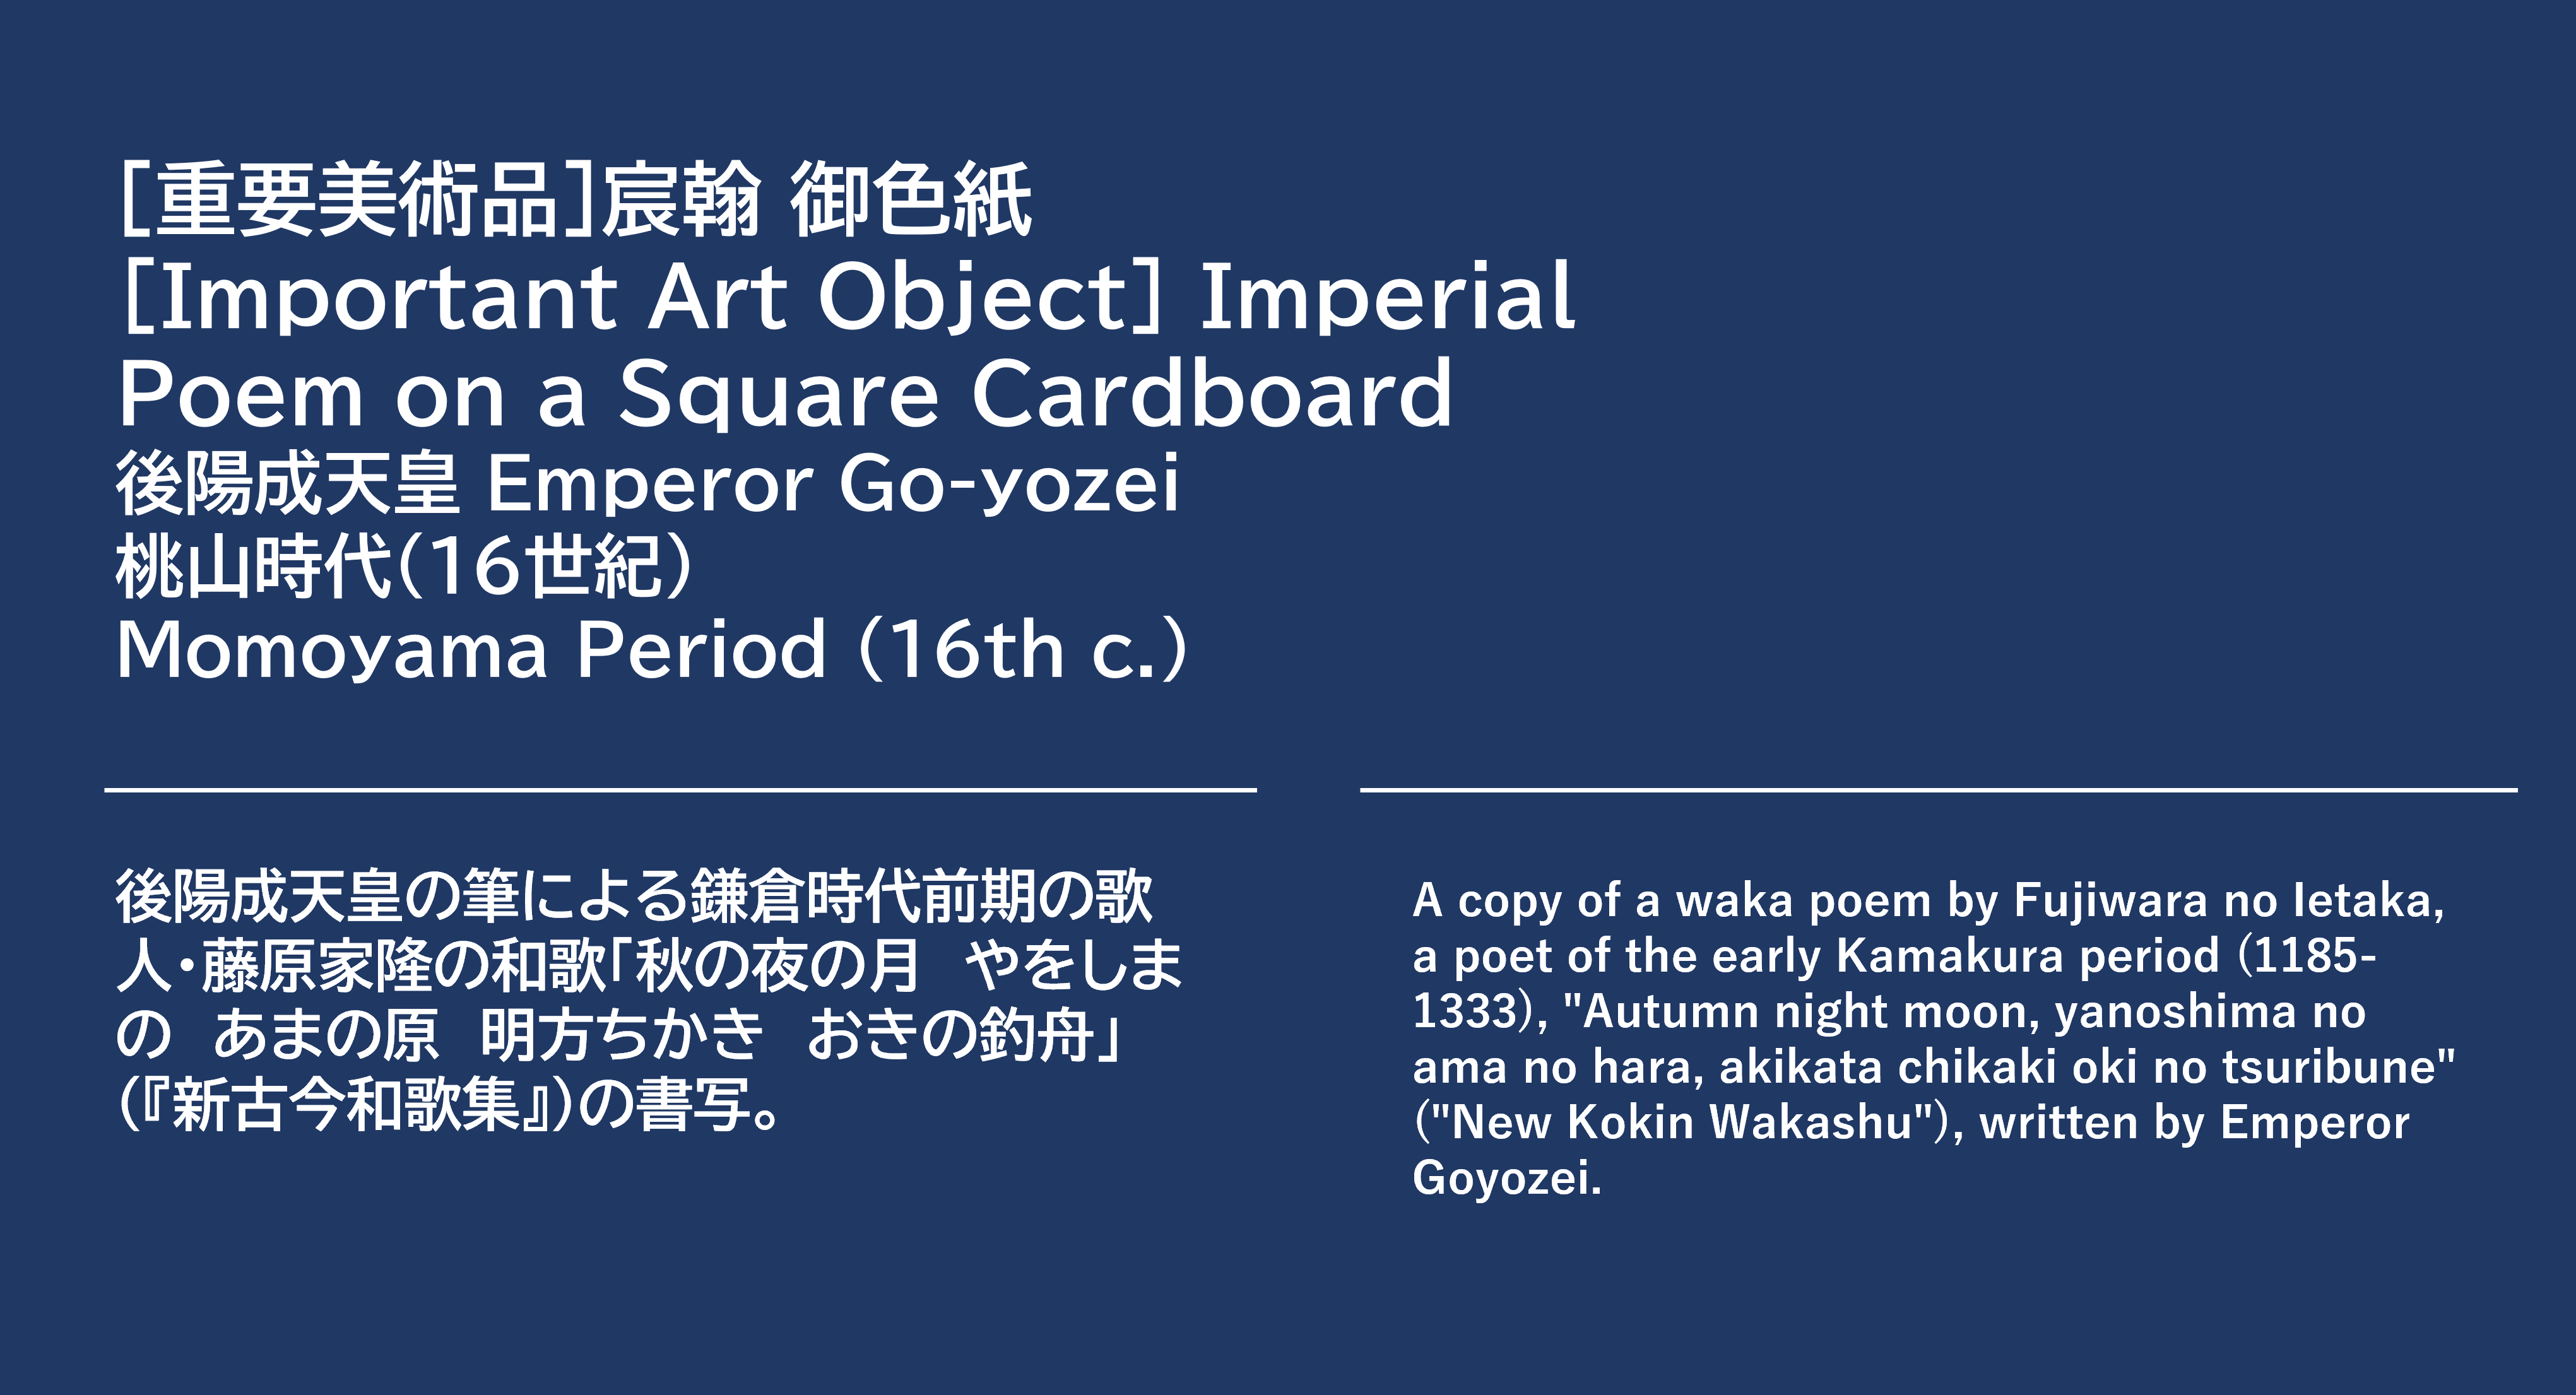 [重要美術品]宸翰 御色紙
[Important Art Object] Imperial
Poem on a Square Cardboard
後陽成天皇 Emperor Go-yozei
桃山時代(16世紀)
Momoyama Period (16th c.)
後陽成天皇の筆による鎌倉時代前期の歌
人・藤原家隆の和歌「秋の夜の月　やをしま
の　あまの原　明方ちかき　おきの釣舟」
(『新古今和歌集』)の書写。
A copy of a waka poem by Fujiwara no Ietaka,
a poet of the early Kamakura period (1185-
1333), "Autumn night moon, yanoshima no
ama no hara, akikata chikaki oki no tsuribune"
("New Kokin Wakashu"), written by Emperor
Goyozei.